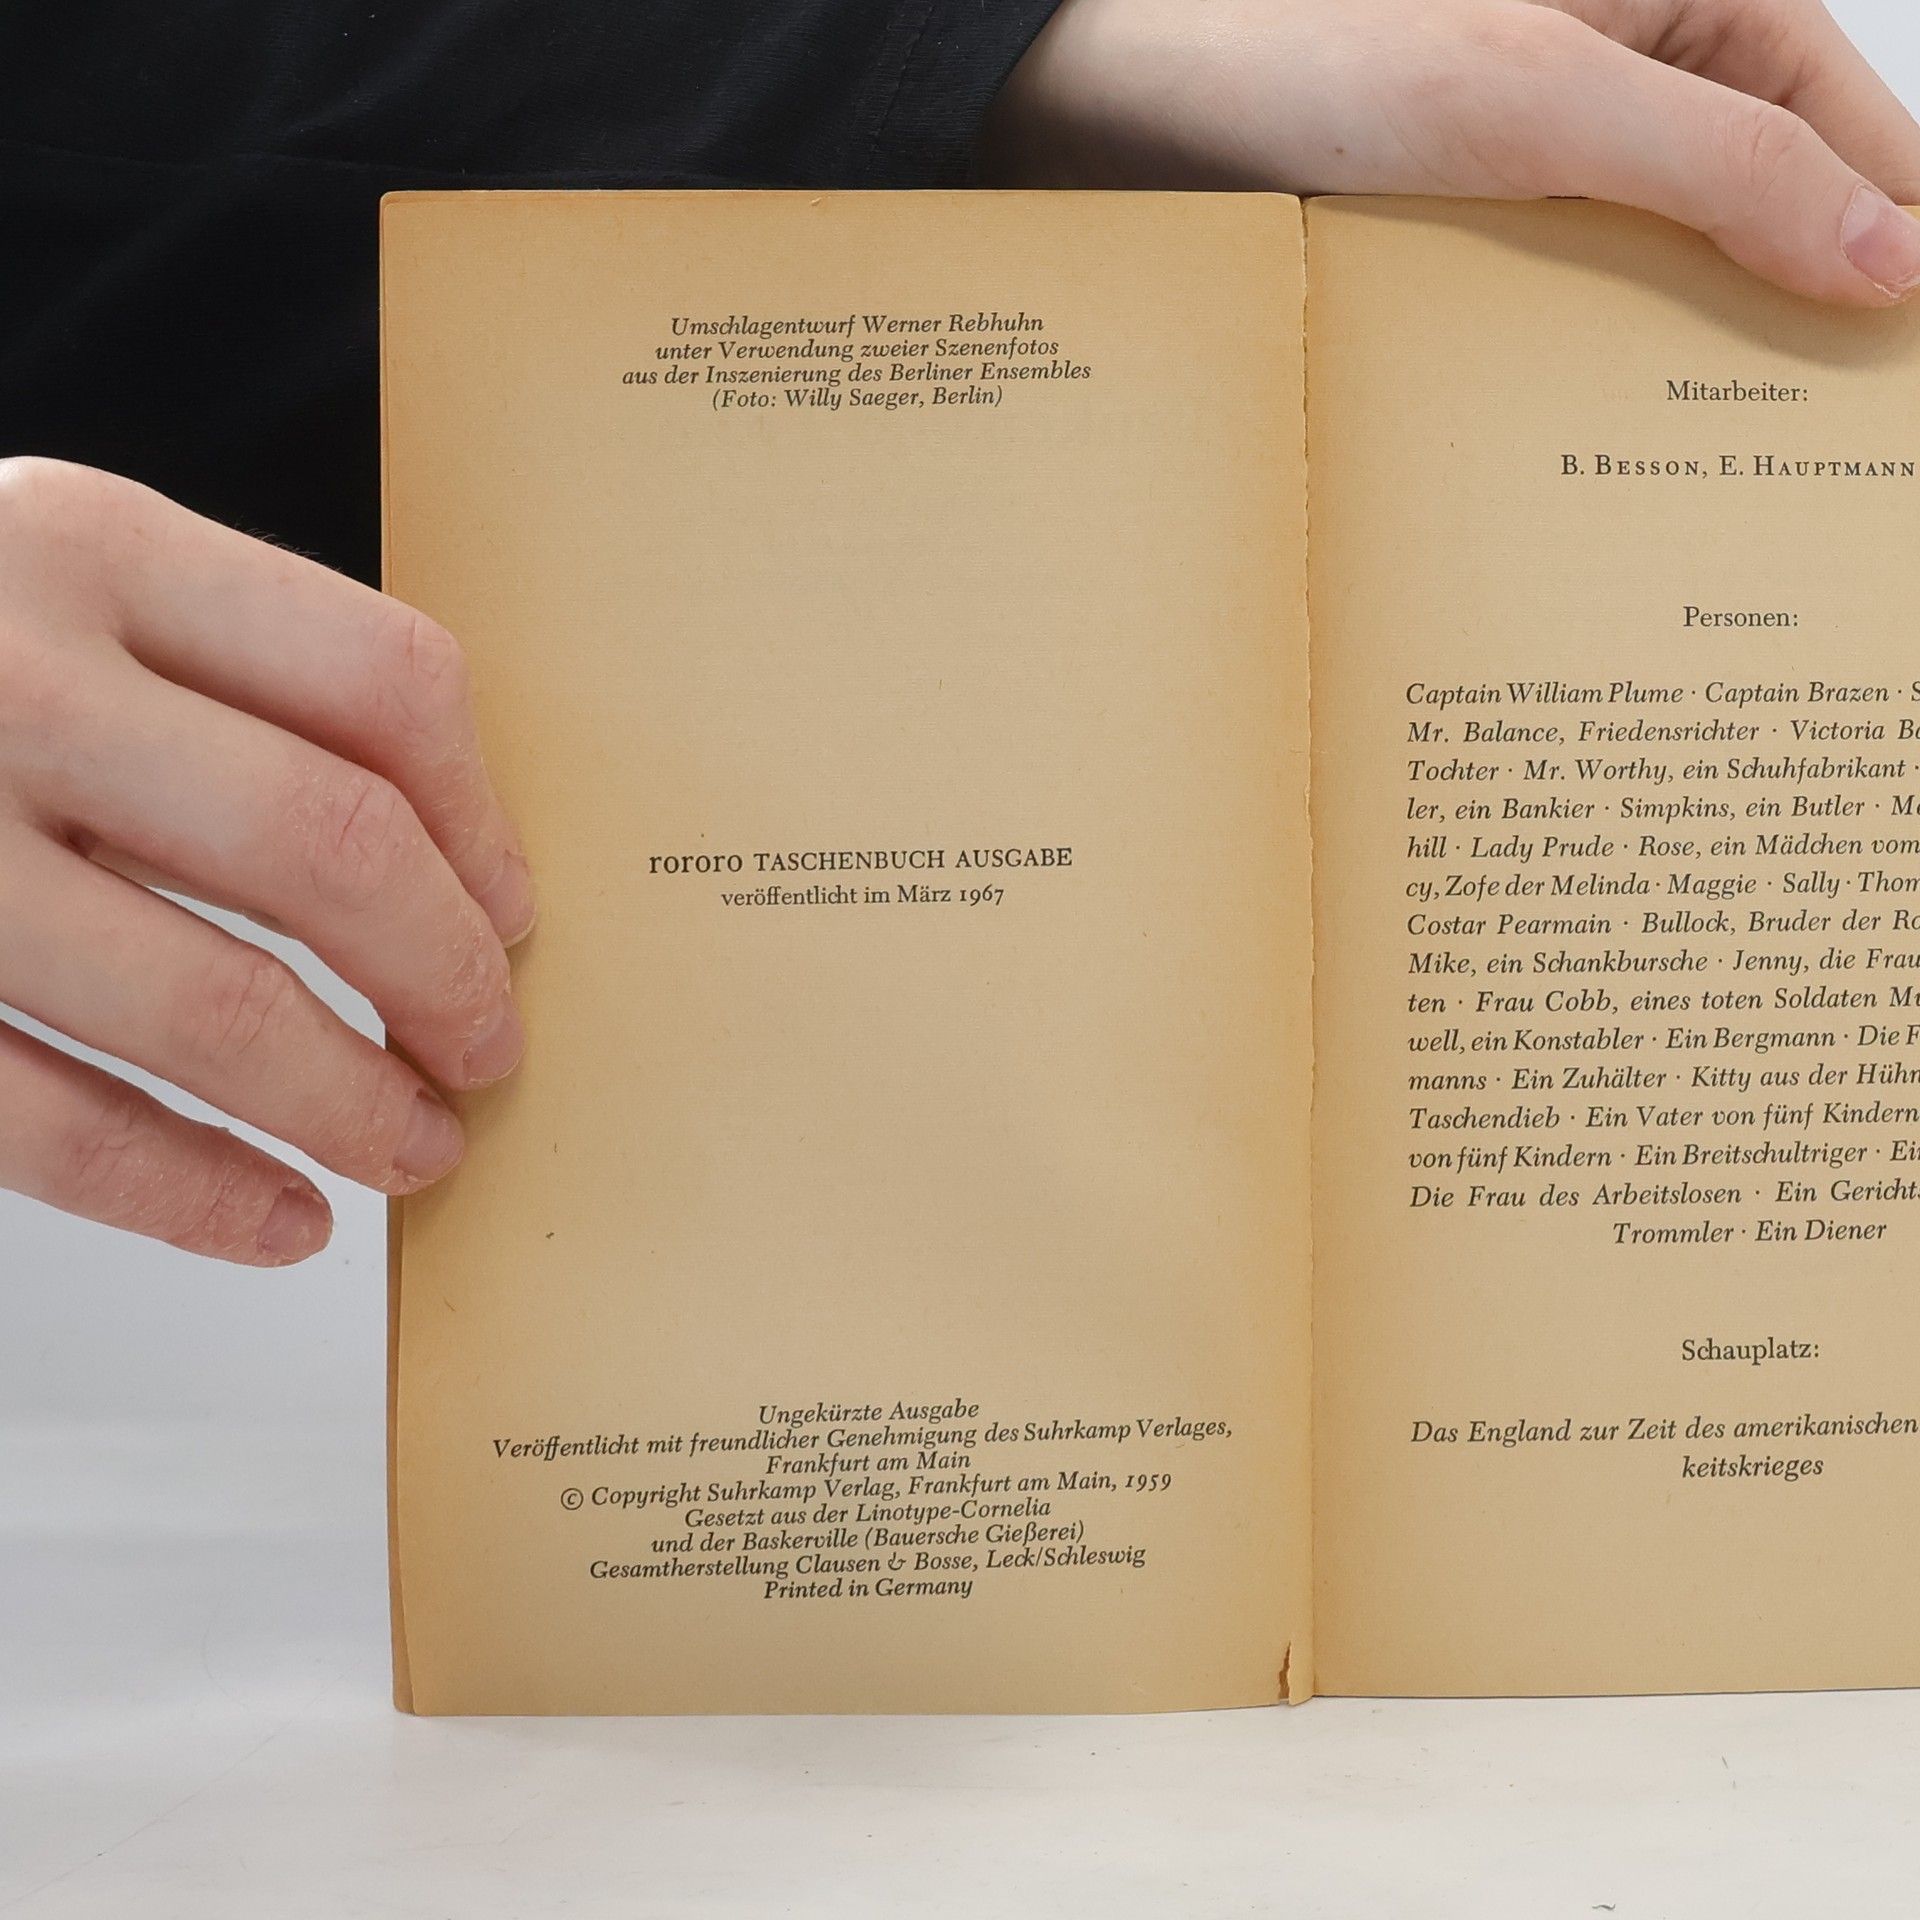 Umschlagentwurf Werner Rebhuhn
unter Verwendung zweier Szenenfotos
aus der Inszenierung des Berliner Ensembles
(Foto: Willy Saeger, Berlin)
rororo TASCHENBUCH AUSGABE
veröffentlicht im März 1967
Ungekürzte Ausgabe
Veröffentlicht mit freundlicher Genehmigung des Suhrkamp Verlages,
Frankfurt am Main
© Copyright Suhrkamp Verlag, Frankfurt am Main, 1959
Gesetzt aus der Linotype-Cornelia
und der Baskerville (Bauersche Gießerei)
Gesamtherstellung Clausen & Bosse, Leck/Schleswig
Printed in Germany
Mitarbeiter:
B. BESSON, E. HAUPTMANN
Personen:
Captain William Plume · Captain Brazen ·
Mr. Balance, Friedensrichter · Victoria
Tochter · Mr. Worthy, ein Schuhfabrikant ·
ler, ein Bankier · Simpkins, ein Butler ·
hill · Lady Prude · Rose, ein Mädchen vom
cy, Zofe der Melinda · Maggie · Sally ·
Costar Pearmain · Bullock, Bruder der
Mike, ein Schankbursche · Jenny, die Frau
ten · Frau Cobb, eines toten Soldaten
well, ein Konstabler · Ein Bergmann · Die
manns · Ein Zuhälter · Kitty aus der
Taschendieb · Ein Vater von fünf Kindern
von fünf Kindern · Ein Breitschultriger ·
Die Frau des Arbeitslosen · Ein
Trommler · Ein Diener
Schauplatz:
Das England zur Zeit des amerikanischen
keitskrieges